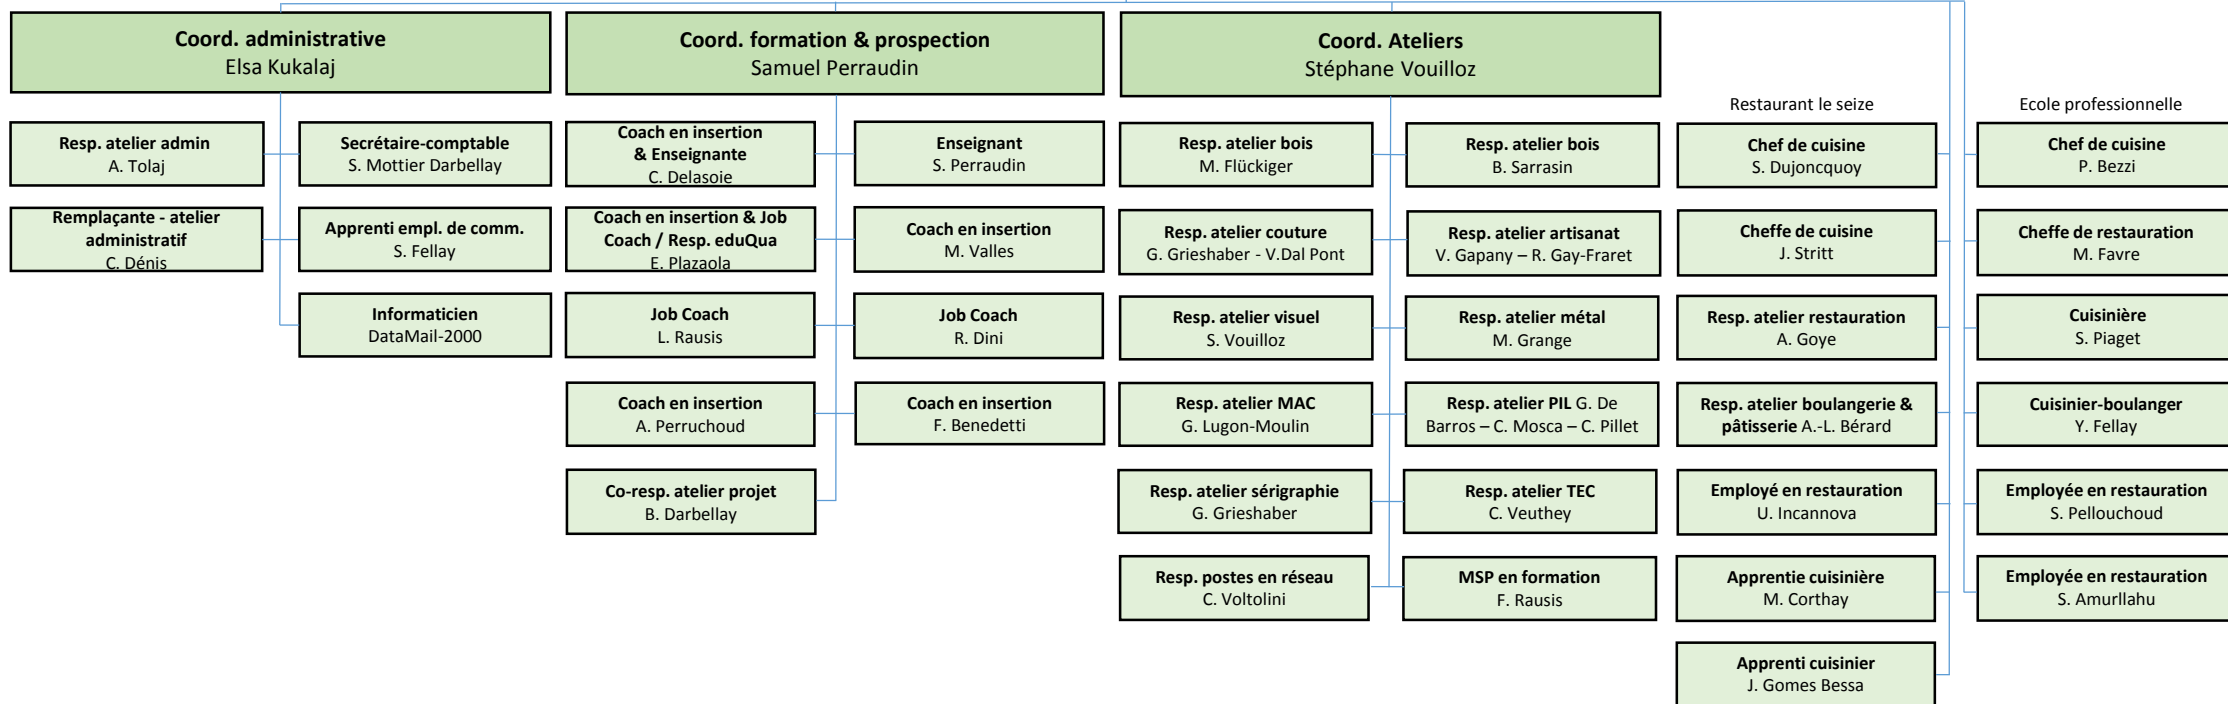 Coord. administrative
Elsa Kukalaj
Resp. atelier admin
A. Tolaj
Secrétaire-comptable
S. Mottier Darbellay
Remplaçante - atelier
administratif
C. Dénis
Apprenti empl. de comm.
S. Fellay
Informaticien
DataMail-2000
Coord. formation & prospection
Samuel Perraudin
Coach en insertion
& Enseignante
C. Delasoie
Enseignant
S. Perraudin
Coach en insertion & Job
Coach / Resp. eduQua
E. Plazaola
Coach en insertion
M. Valles
Job Coach
L. Rausis
Job Coach
R. Dini
Coach en insertion
A. Perruchoud
Coach en insertion
F. Benedetti
Co-resp. atelier projet
B. Darbellay
Coord. Ateliers
Stéphane Vouilloz
Resp. atelier bois
M. Flückiger
Resp. atelier bois
B. Sarrasin
Resp. atelier couture
G. Grieshaber - V.Dal Pont
Resp. atelier artisanat
V. Gapany – R. Gay-Fraret
Resp. atelier visuel
S. Vouilloz
Resp. atelier métal
M. Grange
Resp. atelier MAC
G. Lugon-Moulin
Resp. atelier PIL G. De
Barros – C. Mosca – C. Pillet
Resp. atelier sérigraphie
G. Grieshaber
Resp. atelier TEC
C. Veuthey
Resp. postes en réseau
C. Voltolini
MSP en formation
F. Rausis
Restaurant le seize
Chef de cuisine
S. Dujoncquoy
Cheffe de cuisine
J. Stritt
Resp. atelier restauration
A. Goye
Resp. atelier boulangerie &
pâtisserie A.-L. Bérard
Employé en restauration
U. Incannova
Apprentie cuisinière
M. Corthay
Apprenti cuisinier
J. Gomes Bessa
Ecole professionnelle
Chef de cuisine
P. Bezzi
Cheffe de restauration
M. Favre
Cuisinière
S. Piaget
Cuisinier-boulanger
Y. Fellay
Employée en restauration
S. Pellouchoud
Employée en restauration
S. Amurllahu